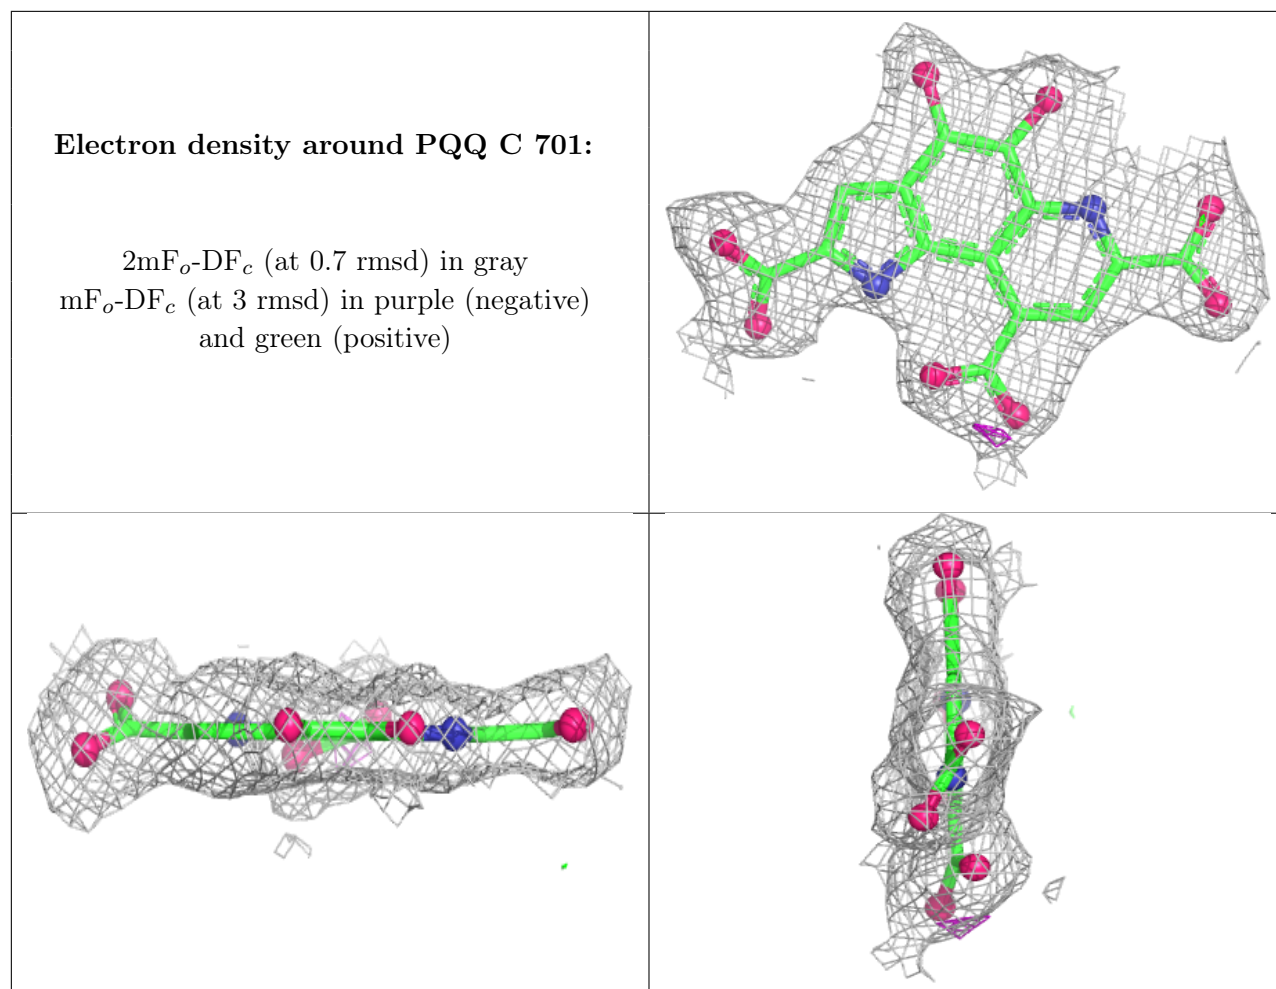 Electron density around PQQ C 701:
2mFo-DFc (at 0.7 rmsd) in gray
mFo-DFc (at 3 rmsd) in purple (negative)
and green (positive)